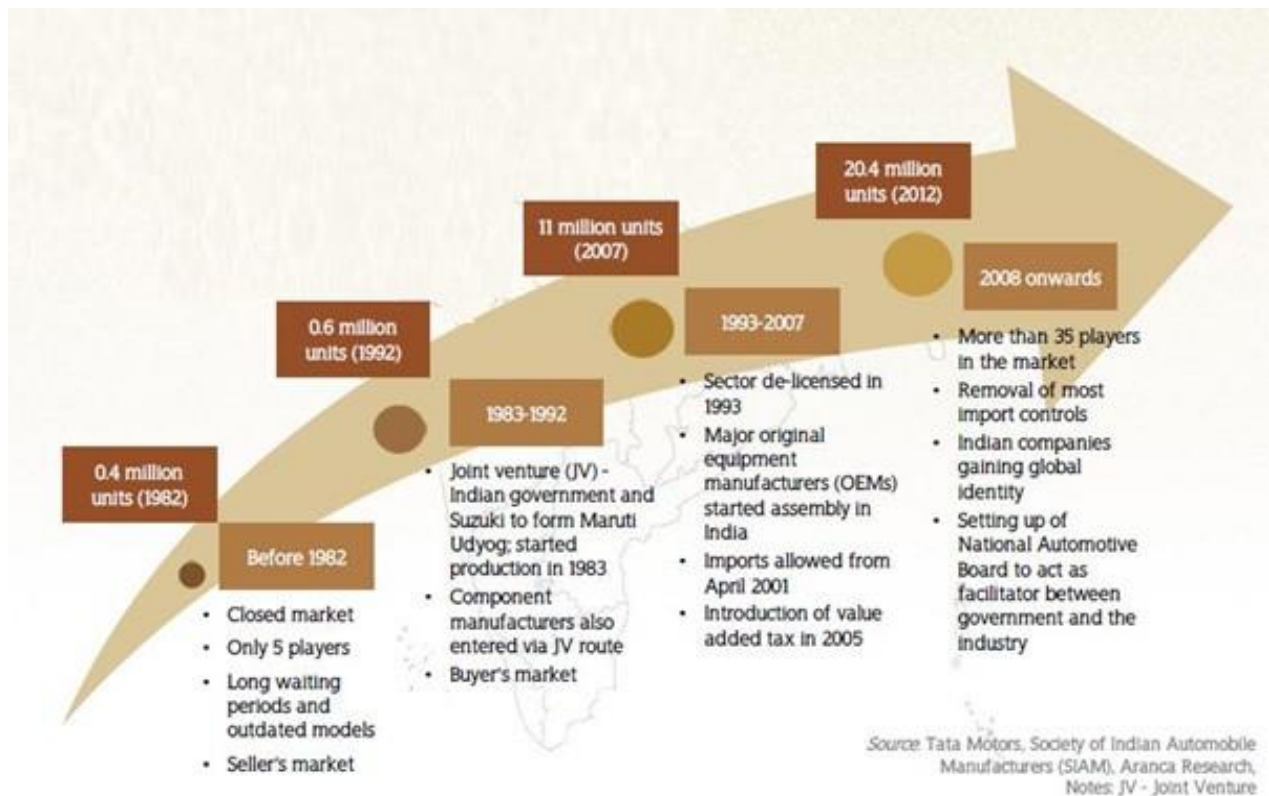 0.4 million
units (1982)
Before 1982
• Closed market
• Only 5 players
• Long waiting
periods and
outdated models
• Seller's market
0.6 million
units (1992)
1983-1992
• Joint venture (JV) -
Indian government and
Suzuki to form Maruti
Udyog; started
production in 1983
• Component
manufacturers also
entered via JV route
• Buyer's market
11 million units
(2007)
1993-2007
• Sector de-licensed in
1993
• Major original
equipment
manufacturers (OEMs)
started assembly in
India
• Imports allowed from
April 2001
• Introduction of value
added tax in 2005
20.4 million
units (2012)
2008 onwards
• More than 35 players
in the market
• Removal of most
import controls
• Indian companies
gaining global
identity
• Setting up of
National Automotive
Board to act as
facilitator between
government and the
industry
Source: Tata Motors, Society of Indian Automobile
Manufacturers (SIAM), Aranca Research,
Notes: JV - Joint Venture